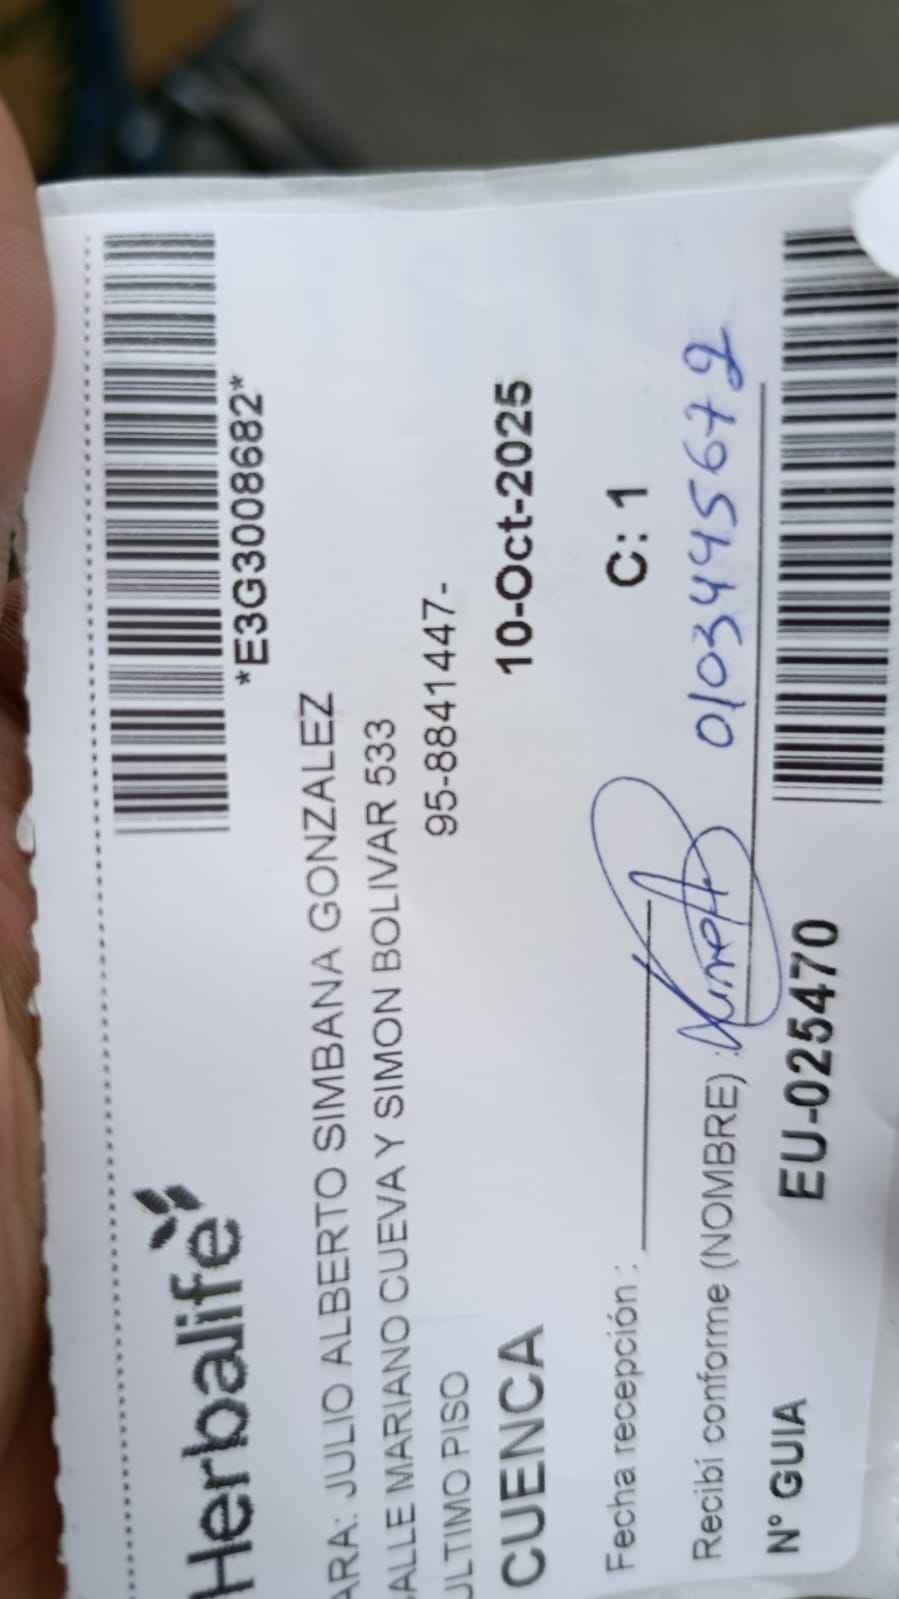 Herbalife
*E3G3008682*
ARA: JULIO ALBERTO SIMBANA GONZALEZ
ALLE MARIANO CUEVA Y SIMON BOLIVAR 533
ULTIMO PISO 95-8841447-
CUENCA 10-Oct-2025
Fecha recepción : C: 1
Recibí conforme (NOMBRE) : 0103445672
N° GUIA EU-025470